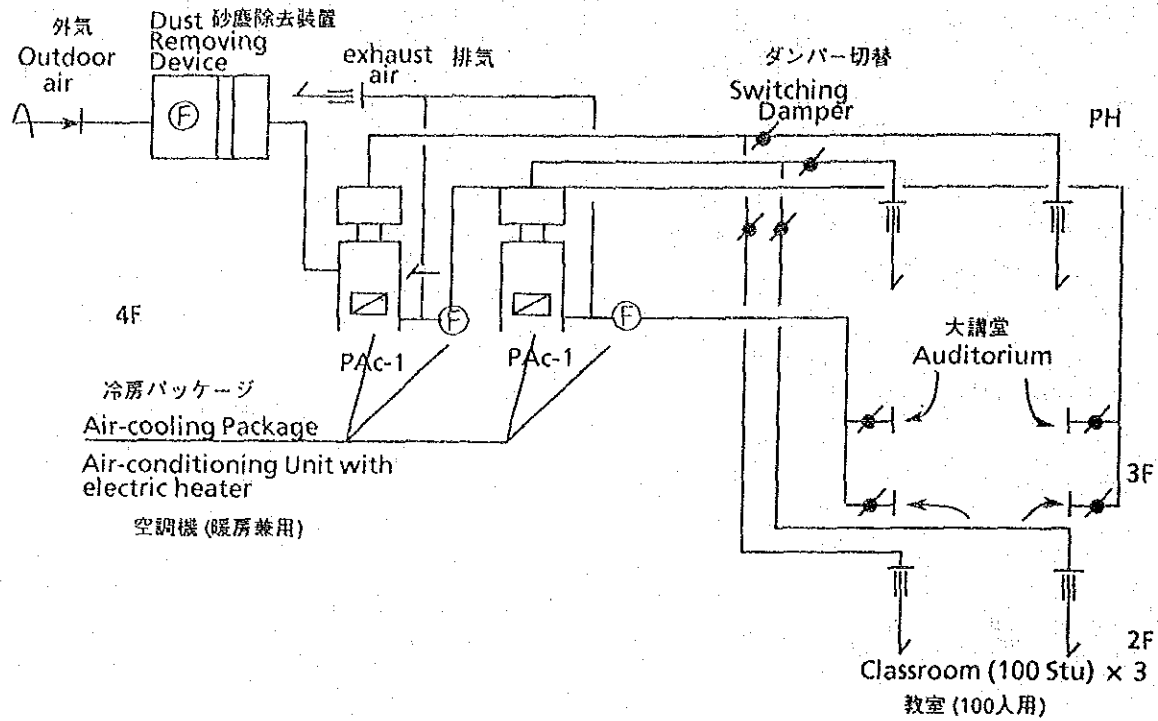 外気
Outdoor
air
Dust 砂塵除去装置
Removing
Device
F
exhaust 排気
air
ダンパー切替
Switching
Damper
PH
4F
F
F
PAc-1
PAc-1
大講堂
Auditorium
冷房パッケージ
Air-cooling Package
Air-conditioning Unit with
electric heater
空調機 (暖房兼用)
3F
2F
Classroom (100 Stu) × 3
教室 (100人用)